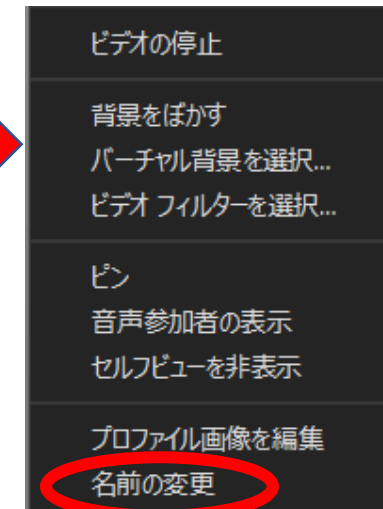 ビデオの停止
背景をぼかす
バーチャル背景を選択...
ビデオ フィルターを選択...
ピン
音声参加者の表示
セルフビューを非表示
プロファイル画像を編集
名前の変更